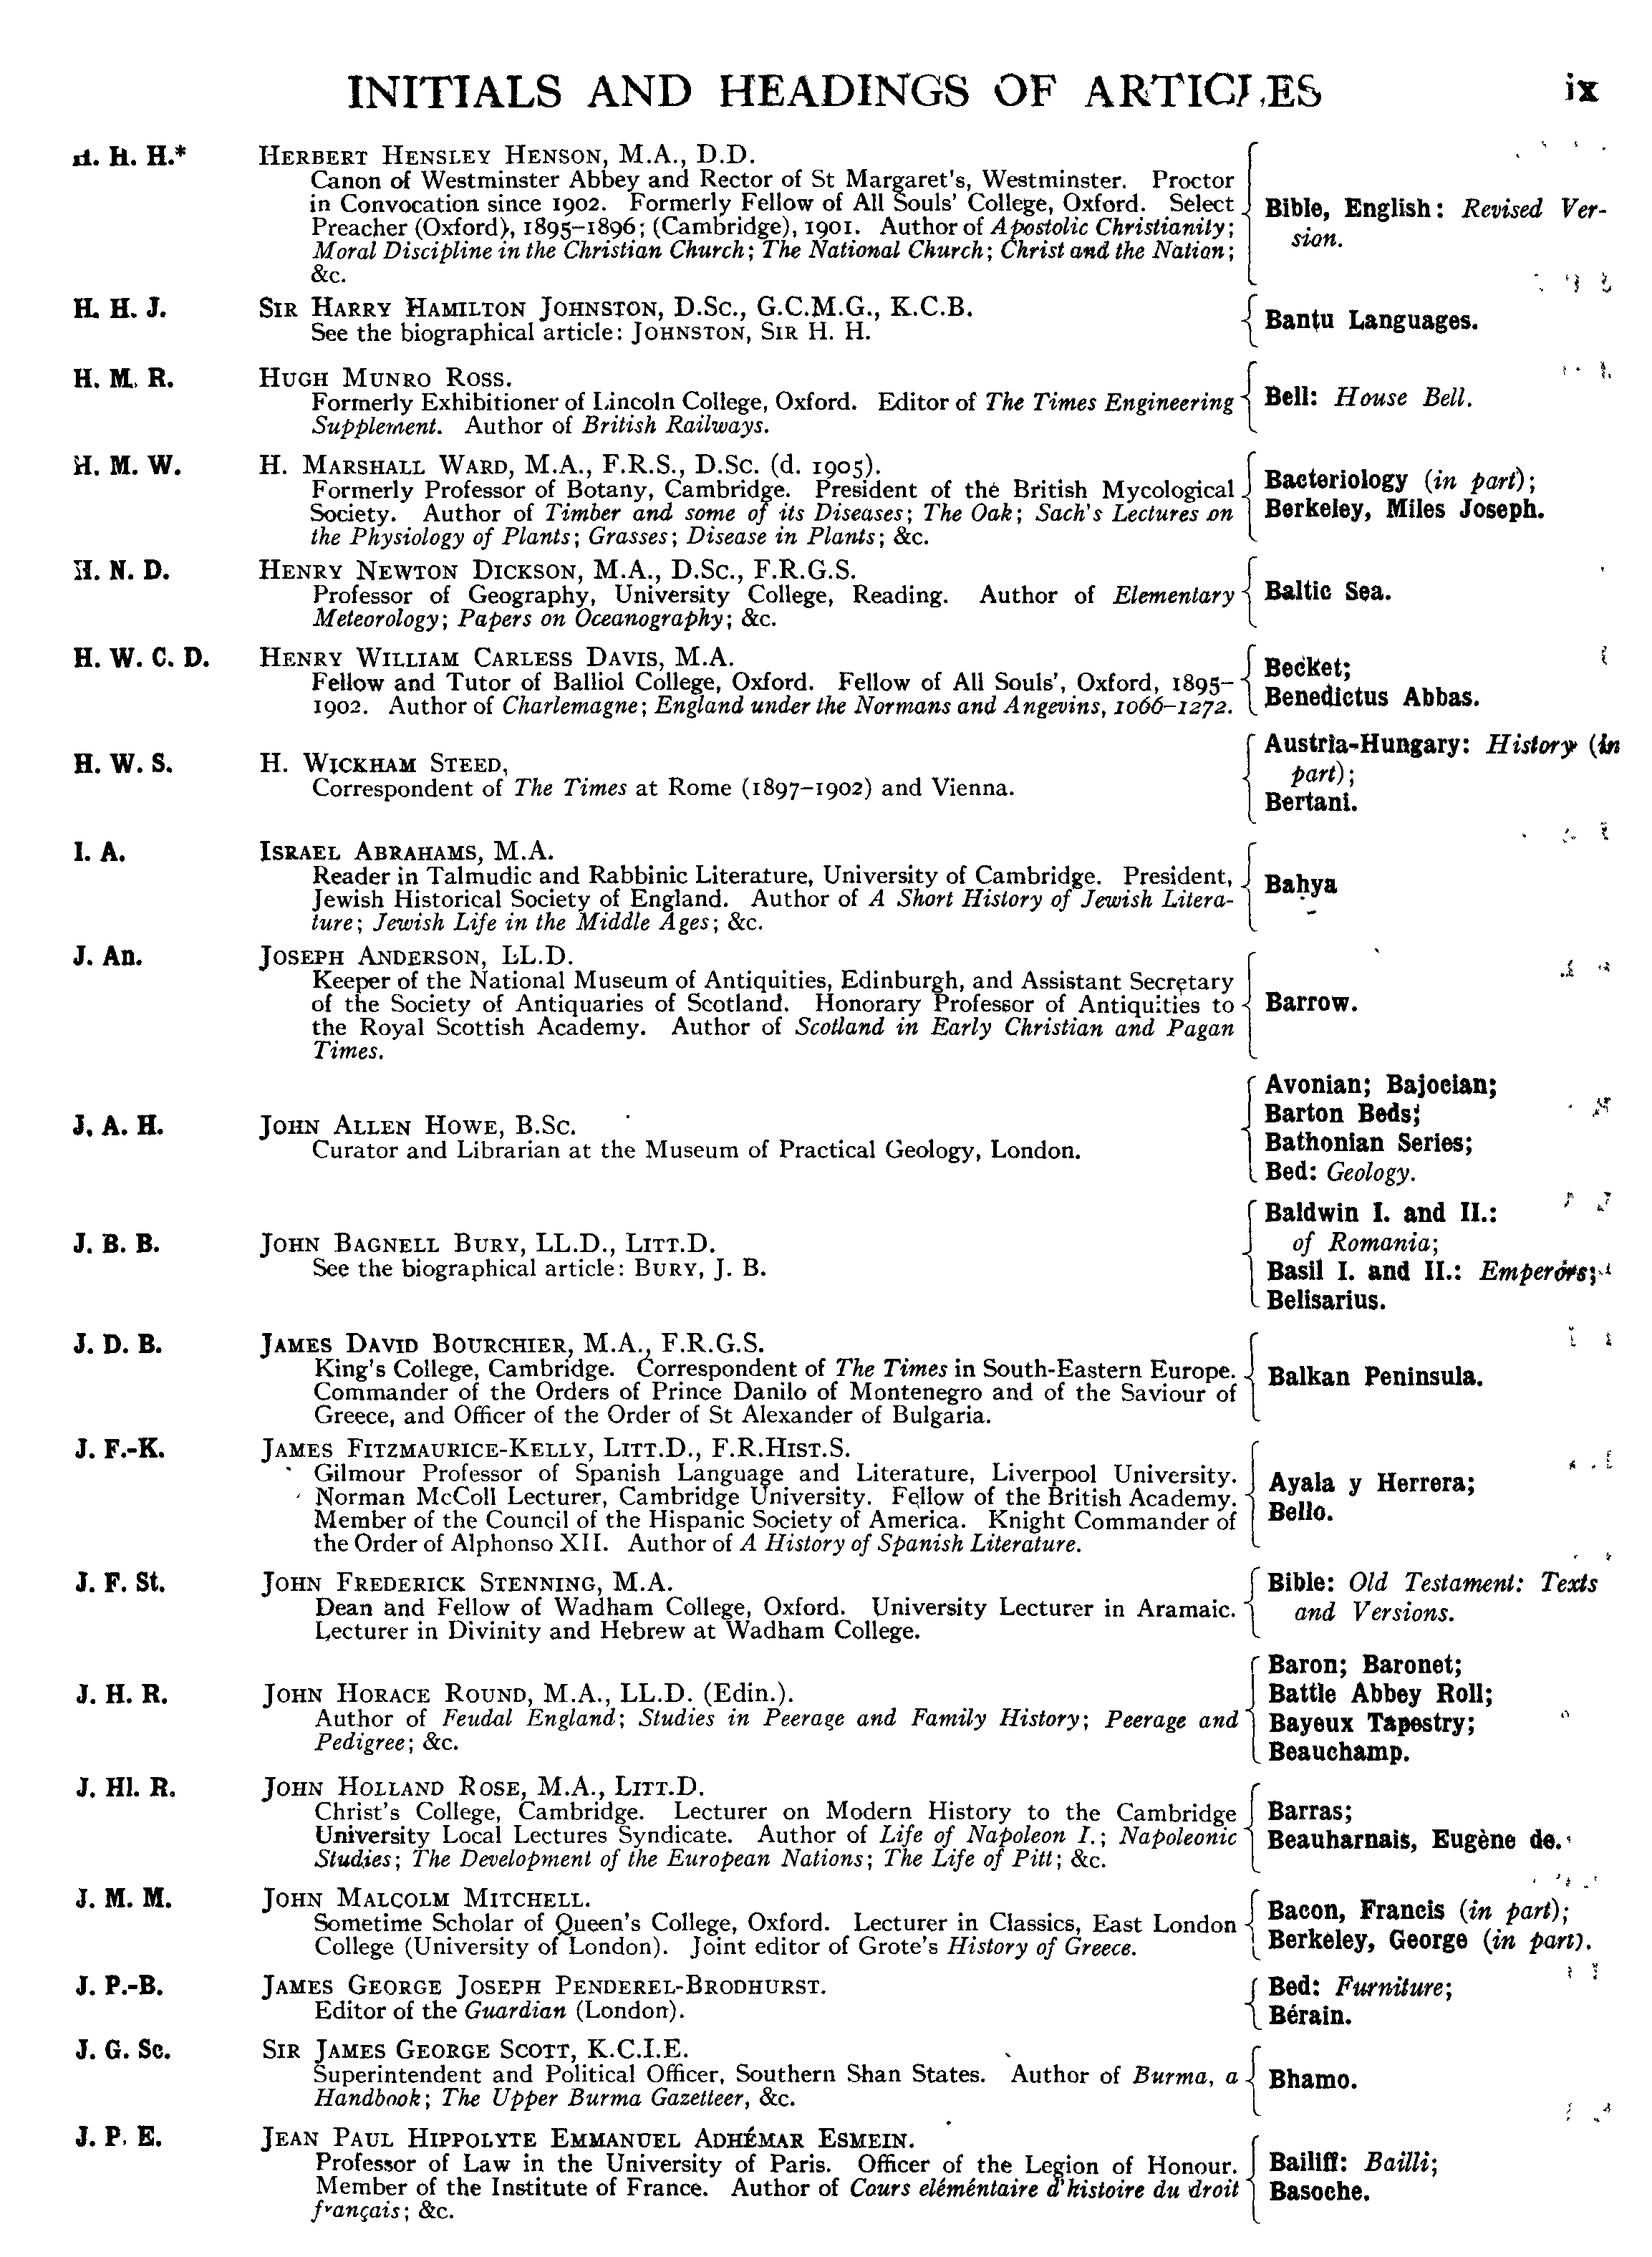 INITIALS AND HEADINGS OF ARTICLES ix
H. H. H.* HERBERT HENSLEY HENSON, M.A., D.D.
Canon of Westminster Abbey and Rector of St Margaret's, Westminster. Proctor
in Convocation since 1902. Formerly Fellow of All Souls' College, Oxford. Select
Preacher (Oxford), 1895–1896; (Cambridge), 1901. Author of Apostolic Christianity;
Moral Discipline in the Christian Church; The National Church; Christ and the Nation;
&c.
Bible, English: Revised Ver-
sion.
H. H. J. SIR HARRY HAMILTON JOHNSTON, D.SC., G.C.M.G., K.C.B.
See the biographical article: JOHNSTON, SIR H. H.
Bantu Languages.
H. M. R. HUGH MUNRO ROSS.
Formerly Exhibitioner of Lincoln College, Oxford. Editor of The Times Engineering
Supplement. Author of British Railways.
Bell: House Bell.
H. M. W. H. MARSHALL WARD, M.A., F.R.S., D.SC. (d. 1905).
Formerly Professor of Botany, Cambridge. President of the British Mycological
Society. Author of Timber and some of its Diseases; The Oak; Sach's Lectures on
the Physiology of Plants; Grasses; Disease in Plants; &c.
Bacteriology (in part);
Berkeley, Miles Joseph.
H. N. D. HENRY NEWTON DICKSON, M.A., D.SC., F.R.G.S.
Professor of Geography, University College, Reading. Author of Elementary
Meteorology; Papers on Oceanography; &c.
Baltic Sea.
H. W. C. D. HENRY WILLIAM CARLESS DAVIS, M.A.
Fellow and Tutor of Balliol College, Oxford. Fellow of All Souls', Oxford, 1895–
1902. Author of Charlemagne; England under the Normans and Angevins, 1066–1272.
Becket;
Benedictus Abbas.
H. W. S. H. WICKHAM STEED,
Correspondent of The Times at Rome (1897–1902) and Vienna.
Austria-Hungary: History (in
part);
Bertani.
I. A. ISRAEL ABRAHAMS, M.A.
Reader in Talmudic and Rabbinic Literature, University of Cambridge. President,
Jewish Historical Society of England. Author of A Short History of Jewish Litera-
ture; Jewish Life in the Middle Ages; &c.
Bahya
J. An. JOSEPH ANDERSON, LL.D.
Keeper of the National Museum of Antiquities, Edinburgh, and Assistant Secretary
of the Society of Antiquaries of Scotland. Honorary Professor of Antiquities to
the Royal Scottish Academy. Author of Scotland in Early Christian and Pagan
Times.
Barrow.
J. A. H. JOHN ALLEN HOWE, B.SC.
Curator and Librarian at the Museum of Practical Geology, London.
Avonian; Bajocian;
Barton Beds;
Bathonian Series;
Bed: Geology.
J. B. B. JOHN BAGNELL BURY, LL.D., LITT.D.
See the biographical article: BURY, J. B.
Baldwin I. and II.:
of Romania;
Basil I. and II.: Emperors;
Belisarius.
J. D. B. JAMES DAVID BOURCHIER, M.A., F.R.G.S.
King's College, Cambridge. Correspondent of The Times in South-Eastern Europe.
Commander of the Orders of Prince Danilo of Montenegro and of the Saviour of
Greece, and Officer of the Order of St Alexander of Bulgaria.
Balkan Peninsula.
J. F.-K. JAMES FITZMAURICE-KELLY, LITT.D., F.R.HIST.S.
Gilmour Professor of Spanish Language and Literature, Liverpool University.
Norman McColl Lecturer, Cambridge University. Fellow of the British Academy.
Member of the Council of the Hispanic Society of America. Knight Commander of
the Order of Alphonso XII. Author of A History of Spanish Literature.
Ayala y Herrera;
Bello.
J. F. St. JOHN FREDERICK STENNING, M.A.
Dean and Fellow of Wadham College, Oxford. University Lecturer in Aramaic.
Lecturer in Divinity and Hebrew at Wadham College.
Bible: Old Testament: Texts
and Versions.
J. H. R. JOHN HORACE ROUND, M.A., LL.D. (Edin.).
Author of Feudal England; Studies in Peerage and Family History; Peerage and
Pedigree; &c.
Baron; Baronet;
Battle Abbey Roll;
Bayeux Tapestry;
Beauchamp.
J. Hl. R. JOHN HOLLAND ROSE, M.A., LITT.D.
Christ's College, Cambridge. Lecturer on Modern History to the Cambridge
University Local Lectures Syndicate. Author of Life of Napoleon I.; Napoleonic
Studies; The Development of the European Nations; The Life of Pitt; &c.
Barras;
Beauharnais, Eugène de.
J. M. M. JOHN MALCOLM MITCHELL.
Sometime Scholar of Queen's College, Oxford. Lecturer in Classics, East London
College (University of London). Joint editor of Grote's History of Greece.
Bacon, Francis (in part);
Berkeley, George (in part).
J. P.-B. JAMES GEORGE JOSEPH PENDEREL-BRODHURST.
Editor of the Guardian (London).
Bed: Furniture;
Bérain.
J. G. Sc. SIR JAMES GEORGE SCOTT, K.C.I.E.
Superintendent and Political Officer, Southern Shan States. Author of Burma, a
Handbook; The Upper Burma Gazetteer, &c.
Bhamo.
J. P. E. JEAN PAUL HIPPOLYTE EMMANUEL ADHÉMAR ESMEIN.
Professor of Law in the University of Paris. Officer of the Legion of Honour.
Member of the Institute of France. Author of Cours eléméntaire d'histoire du droit
français; &c.
Bailiff: Bailli;
Basoche.